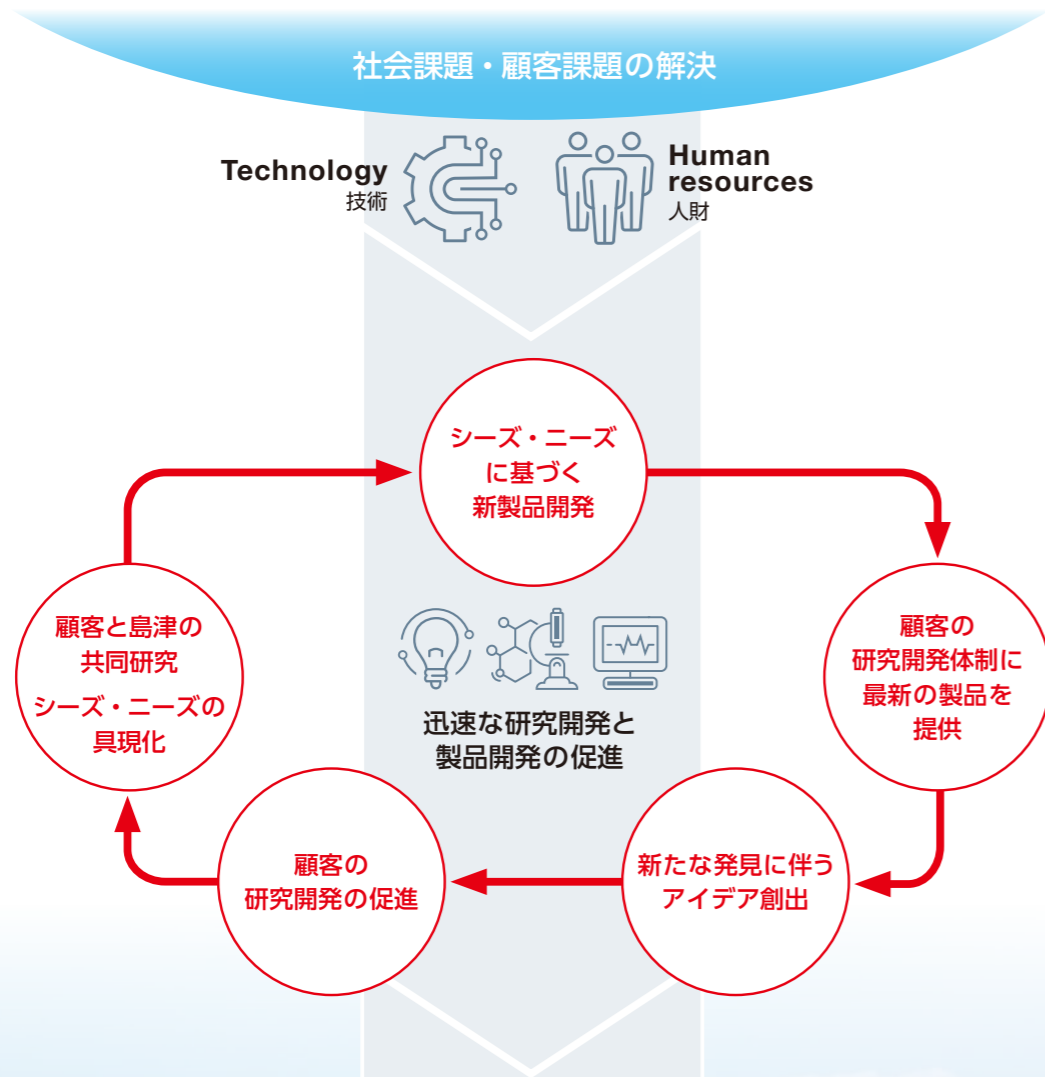 社会課題・顧客課題の解決
Technology
技術
Human
resources
人財
シーズ・ニーズ
に基づく
新製品開発
顧客の
研究開発体制に
最新の製品を
提供
新たな発見に伴う
アイデア創出
顧客の
研究開発の促進
顧客と島津の
共同研究
シーズ・ニーズの
具現化
迅速な研究開発と
製品開発の促進